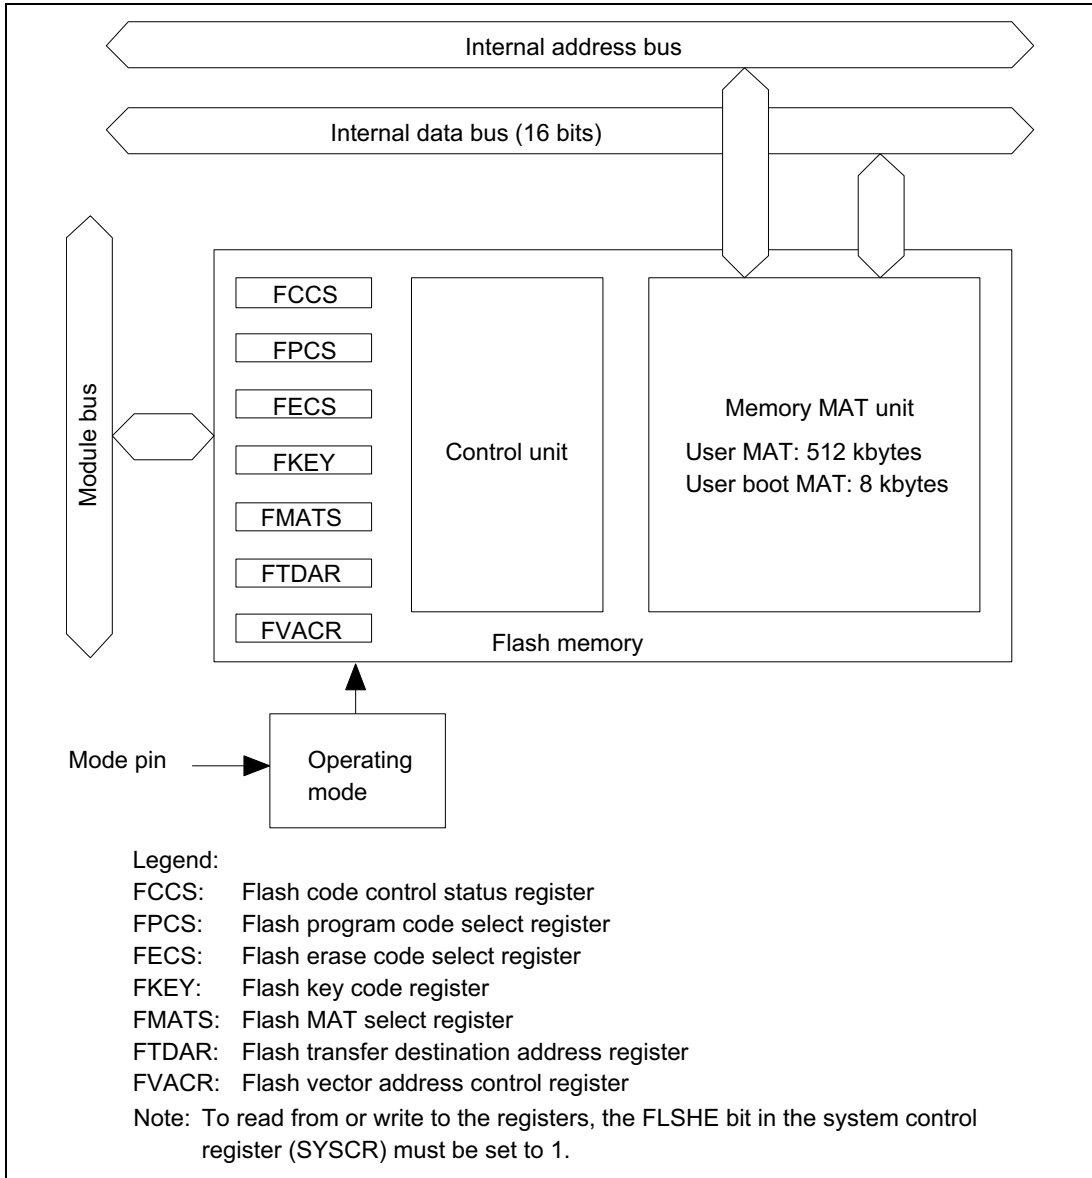 Internal address bus
Internal data bus (16 bits)
Module bus
FCCS
FPCS
FECS
FKEY
FMATS
FTDAR
FVACR
Control unit
Memory MAT unit
User MAT: 512 kbytes
User boot MAT: 8 kbytes
Flash memory
Mode pin
Operating
mode
Legend:
FCCS: Flash code control status register
FPCS: Flash program code select register
FECS: Flash erase code select register
FKEY: Flash key code register
FMATS: Flash MAT select register
FTDAR: Flash transfer destination address register
FVACR: Flash vector address control register
Note: To read from or write to the registers, the FLSHE bit in the system control
register (SYSCR) must be set to 1.